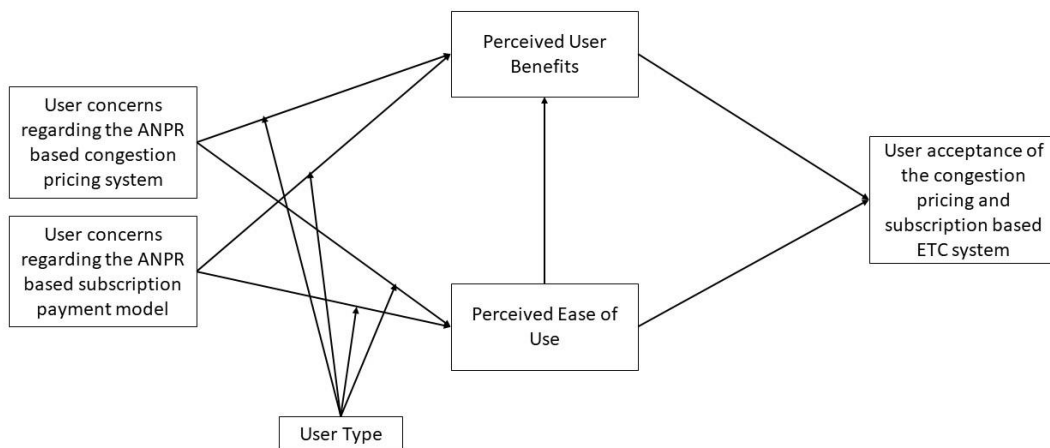 Perceived User
Benefits
User concerns
regarding the ANPR
based congestion
pricing system
User acceptance of
the congestion
pricing and
subscription based
ETC system
User concerns
regarding the ANPR
based subscription
payment model
Perceived Ease of
Use
User Type